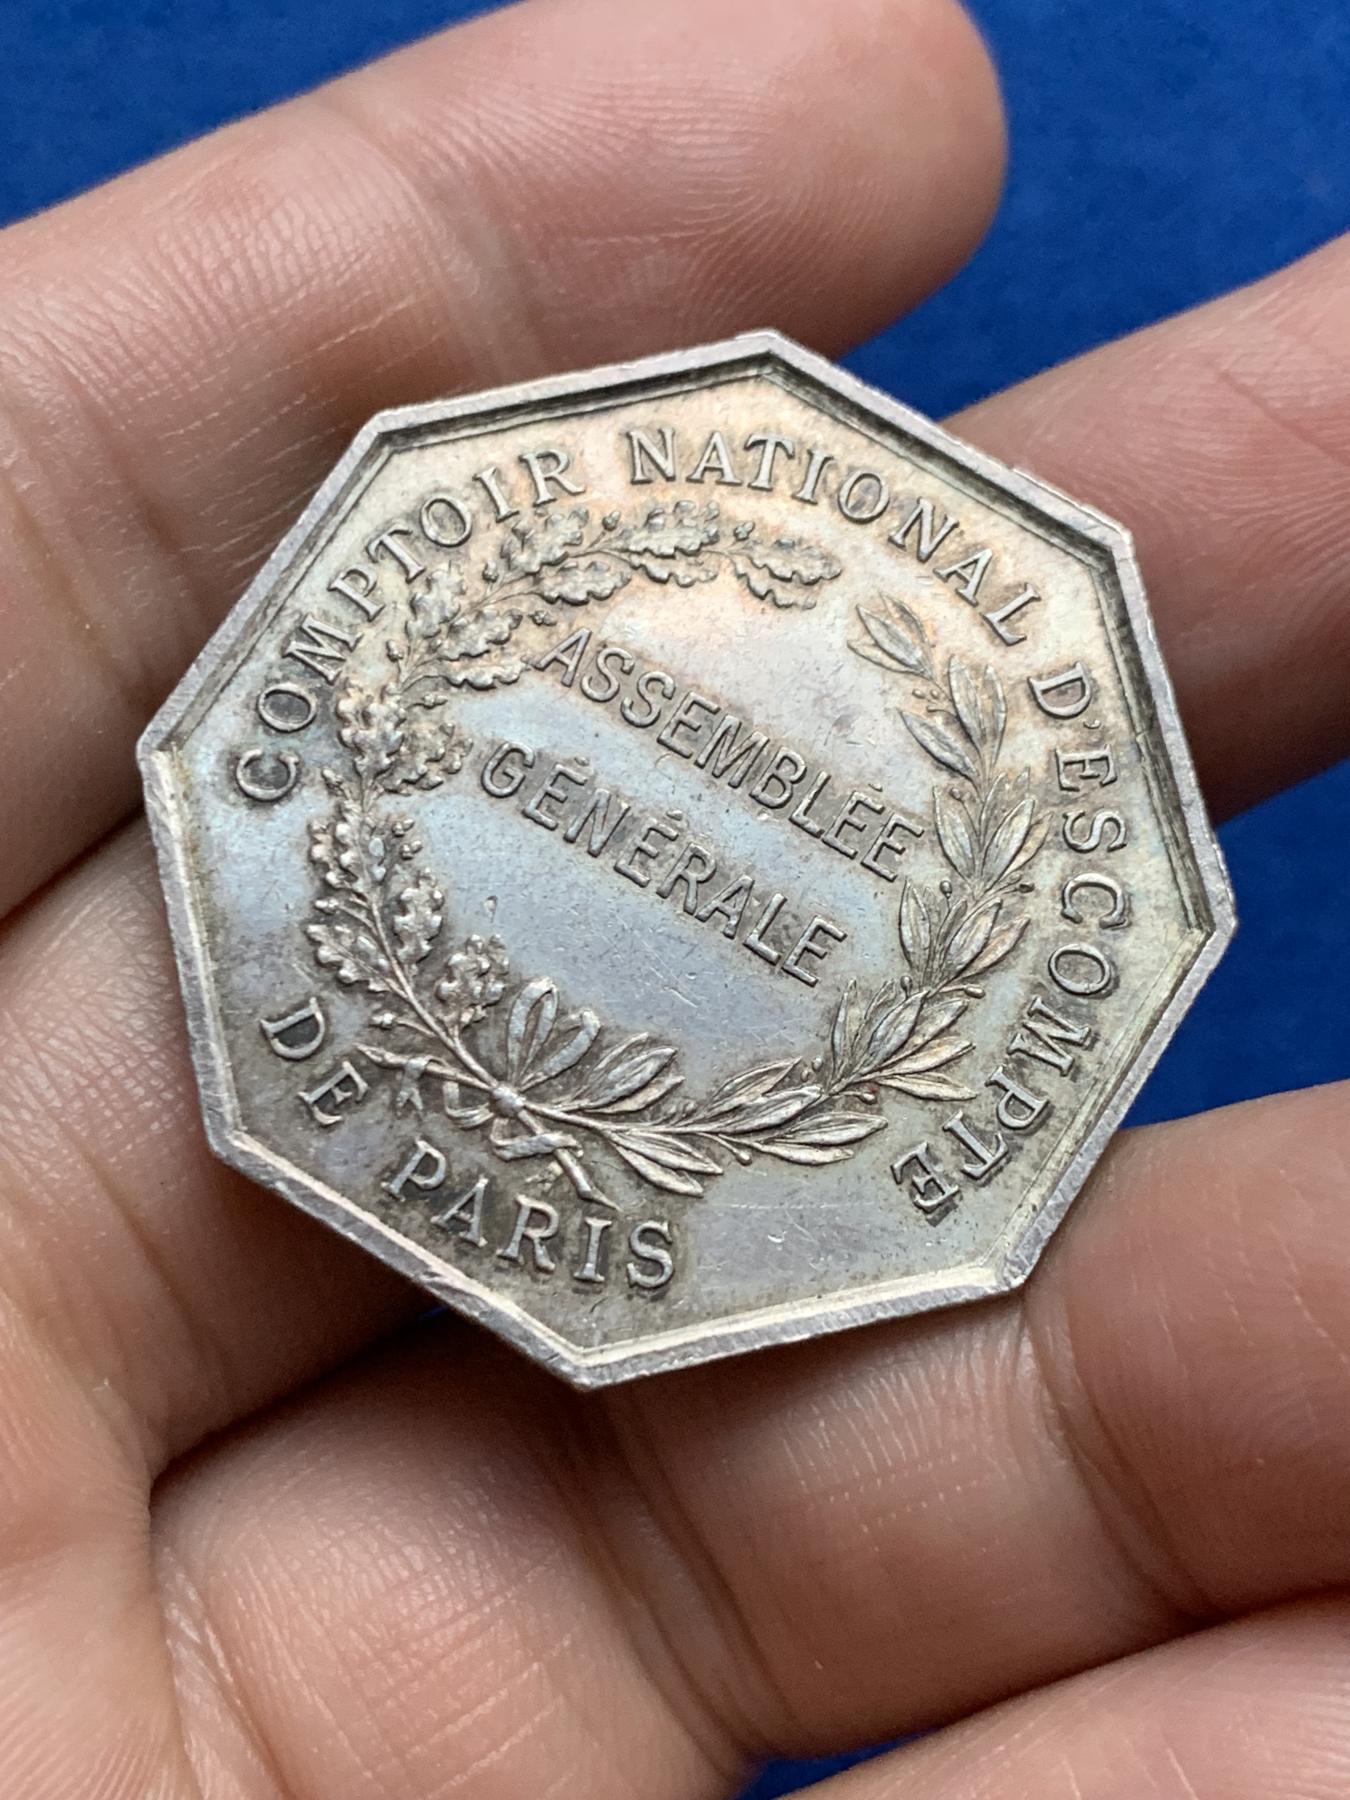 COMPTOIR NATIONAL D'ESCOMPTE
DE PARIS
ASSEMBLÉE
GÉNÉRALE